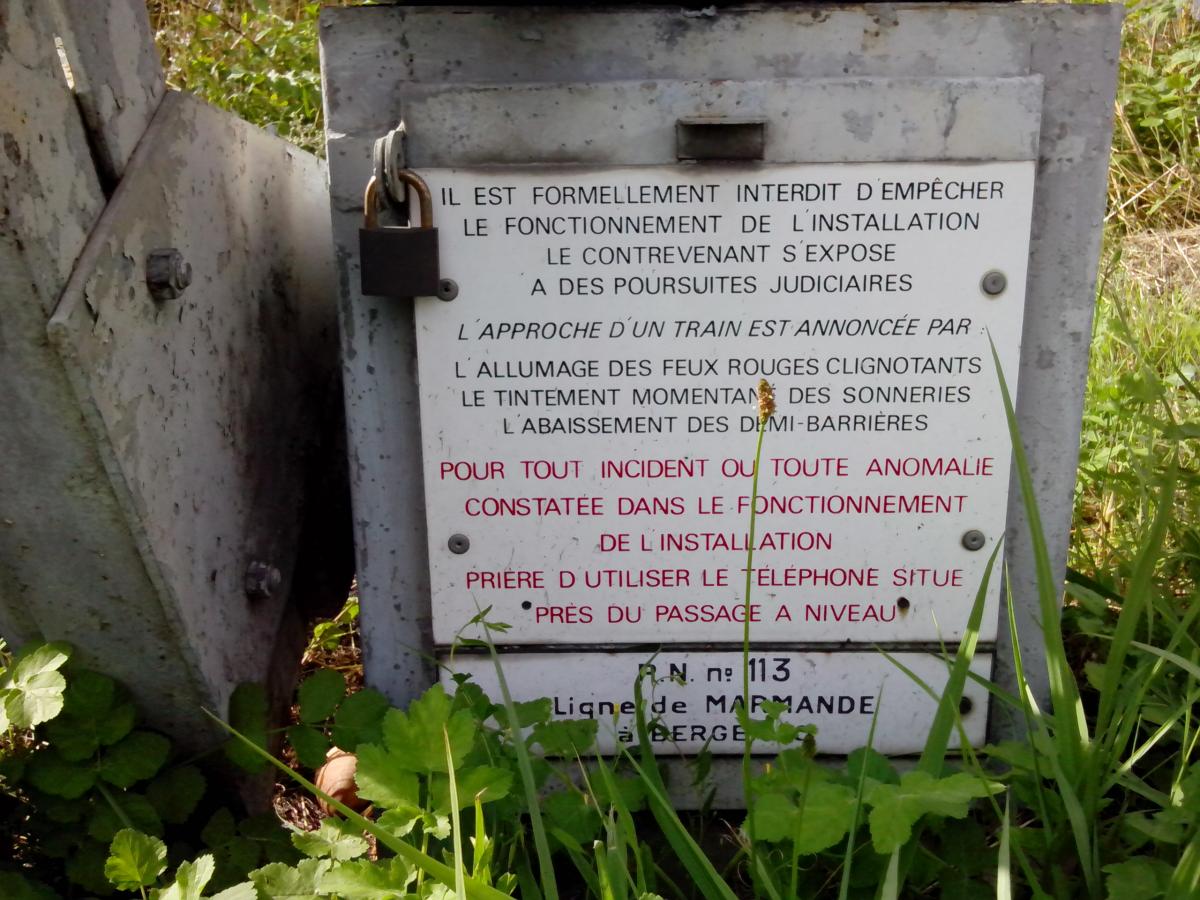 IL EST FORMELLEMENT INTERDIT D'EMPÊCHER
LE FONCTIONNEMENT DE L'INSTALLATION
LE CONTREVENANT S'EXPOSE
A DES POURSUITES JUDICIAIRES
L'APPROCHE D'UN TRAIN EST ANNONCÉE PAR :
L'ALLUMAGE DES FEUX ROUGES CLIGNOTANTS
LE TINTEMENT MOMENTANÉ DES SONNERIES
L'ABAISSEMENT DES DEMI-BARRIÈRES
POUR TOUT INCIDENT OU TOUTE ANOMALIE
CONSTATÉE DANS LE FONCTIONNEMENT
DE L INSTALLATION
PRIÈRE D UTILISER LE TÉLÉPHONE SITUE
PRÈS DU PASSAGE A NIVEAU
P.N. nº 113
Ligne de MARMANDE
à